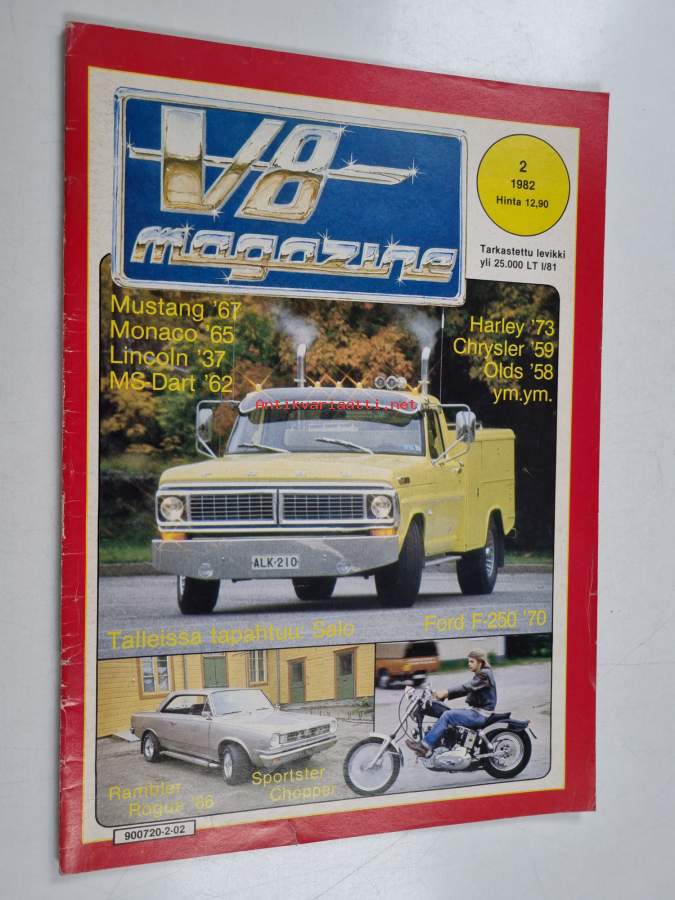 V8
magazine
2
1982
Hinta 12,90
Tarkastettu levikki
yli 25.000 LT I/81
Mustang '67
Monaco '65
Lincoln '37
MS-Dart '62
Harley '73
Chrysler '59
Olds '58
ym.ym.
Antikvariaatti.net
FORD
ALK-210
Talleissa tapahtuu: Salo
Ford F-250 '70
Rambler
Rogue '66
Sportster
Chopper
900720-2-02